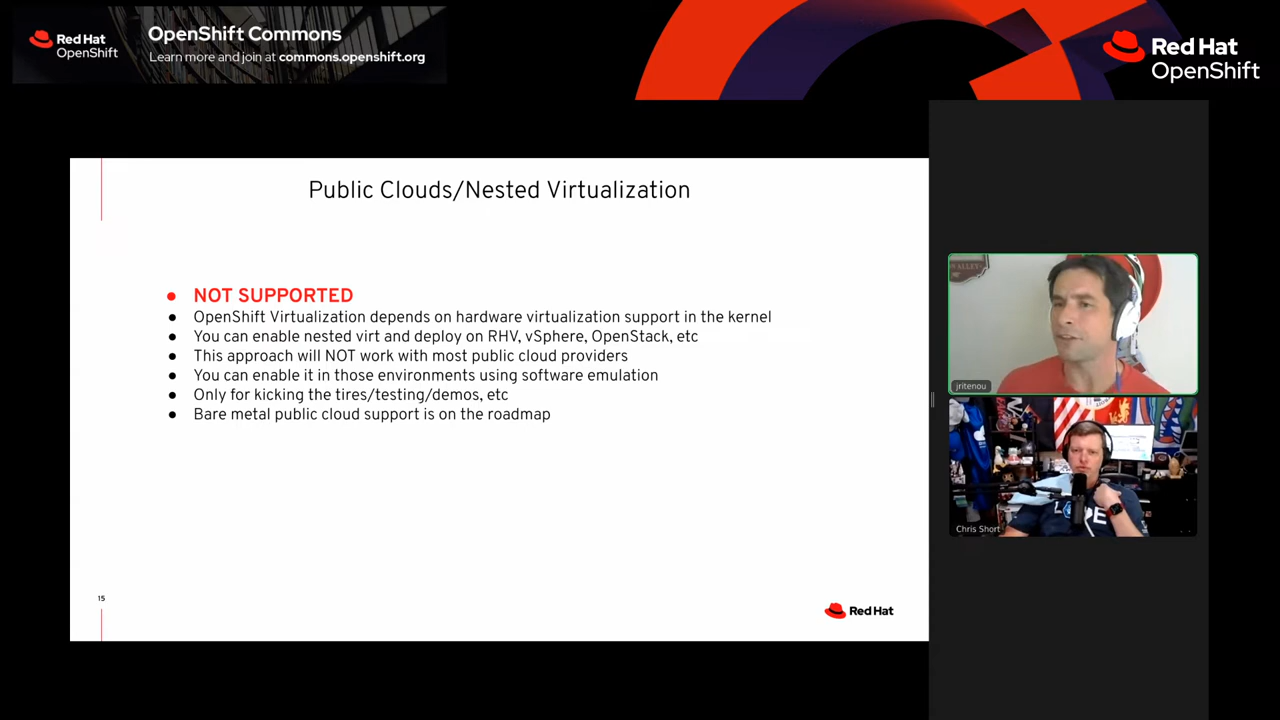 Red Hat
OpenShift
OpenShift Commons
Learn more and join at commons.openshift.org
Red Hat
OpenShift
Public Clouds/Nested Virtualization
● NOT SUPPORTED
● OpenShift Virtualization depends on hardware virtualization support in the kernel
● You can enable nested virt and deploy on RHV, vSphere, OpenStack, etc
● This approach will NOT work with most public cloud providers
● You can enable it in those environments using software emulation
● Only for kicking the tires/testing/demos, etc
● Bare metal public cloud support is on the roadmap
15
Red Hat
ALLEY
jritenou
Chris Short